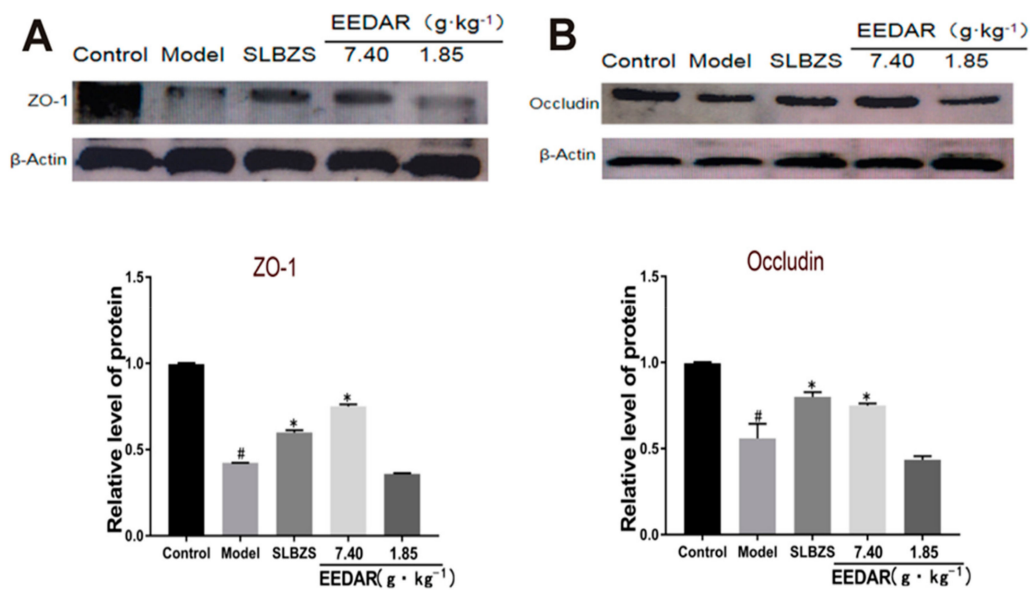 A
EEDAR (g·kg⁻¹)
Control Model SLBZS 7.40 1.85
ZO-1
β-Actin
B
EEDAR (g·kg⁻¹)
Control Model SLBZS 7.40 1.85
Occludin
β-Actin
ZO-1
Relative level of protein
1.5
1.0
0.5
0.0
#
*
*
Control Model SLBZS 7.40 1.85
EEDAR(g · kg⁻¹)
Occludin
Relative level of protein
1.5
1.0
0.5
0.0
#
*
*
Control Model SLBZS 7.40 1.85
EEDAR(g · kg⁻¹)